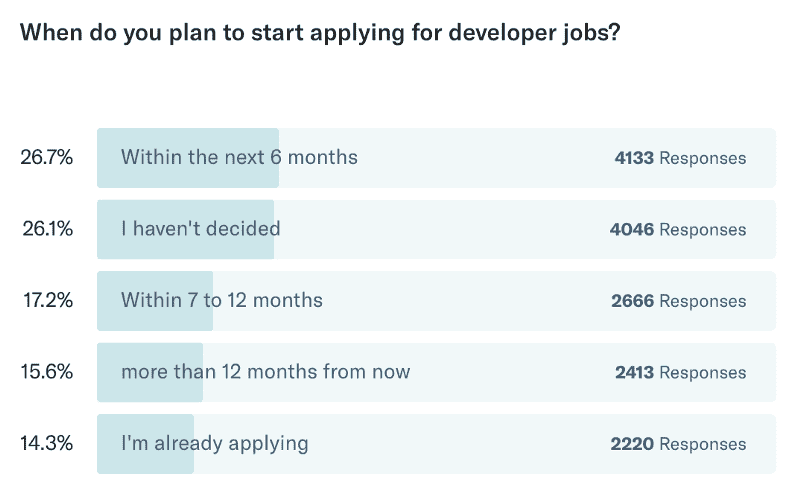 When do you plan to start applying for developer jobs?
26.7% Within the next 6 months 4133 Responses
26.1% I haven't decided 4046 Responses
17.2% Within 7 to 12 months 2666 Responses
15.6% more than 12 months from now 2413 Responses
14.3% I'm already applying 2220 Responses